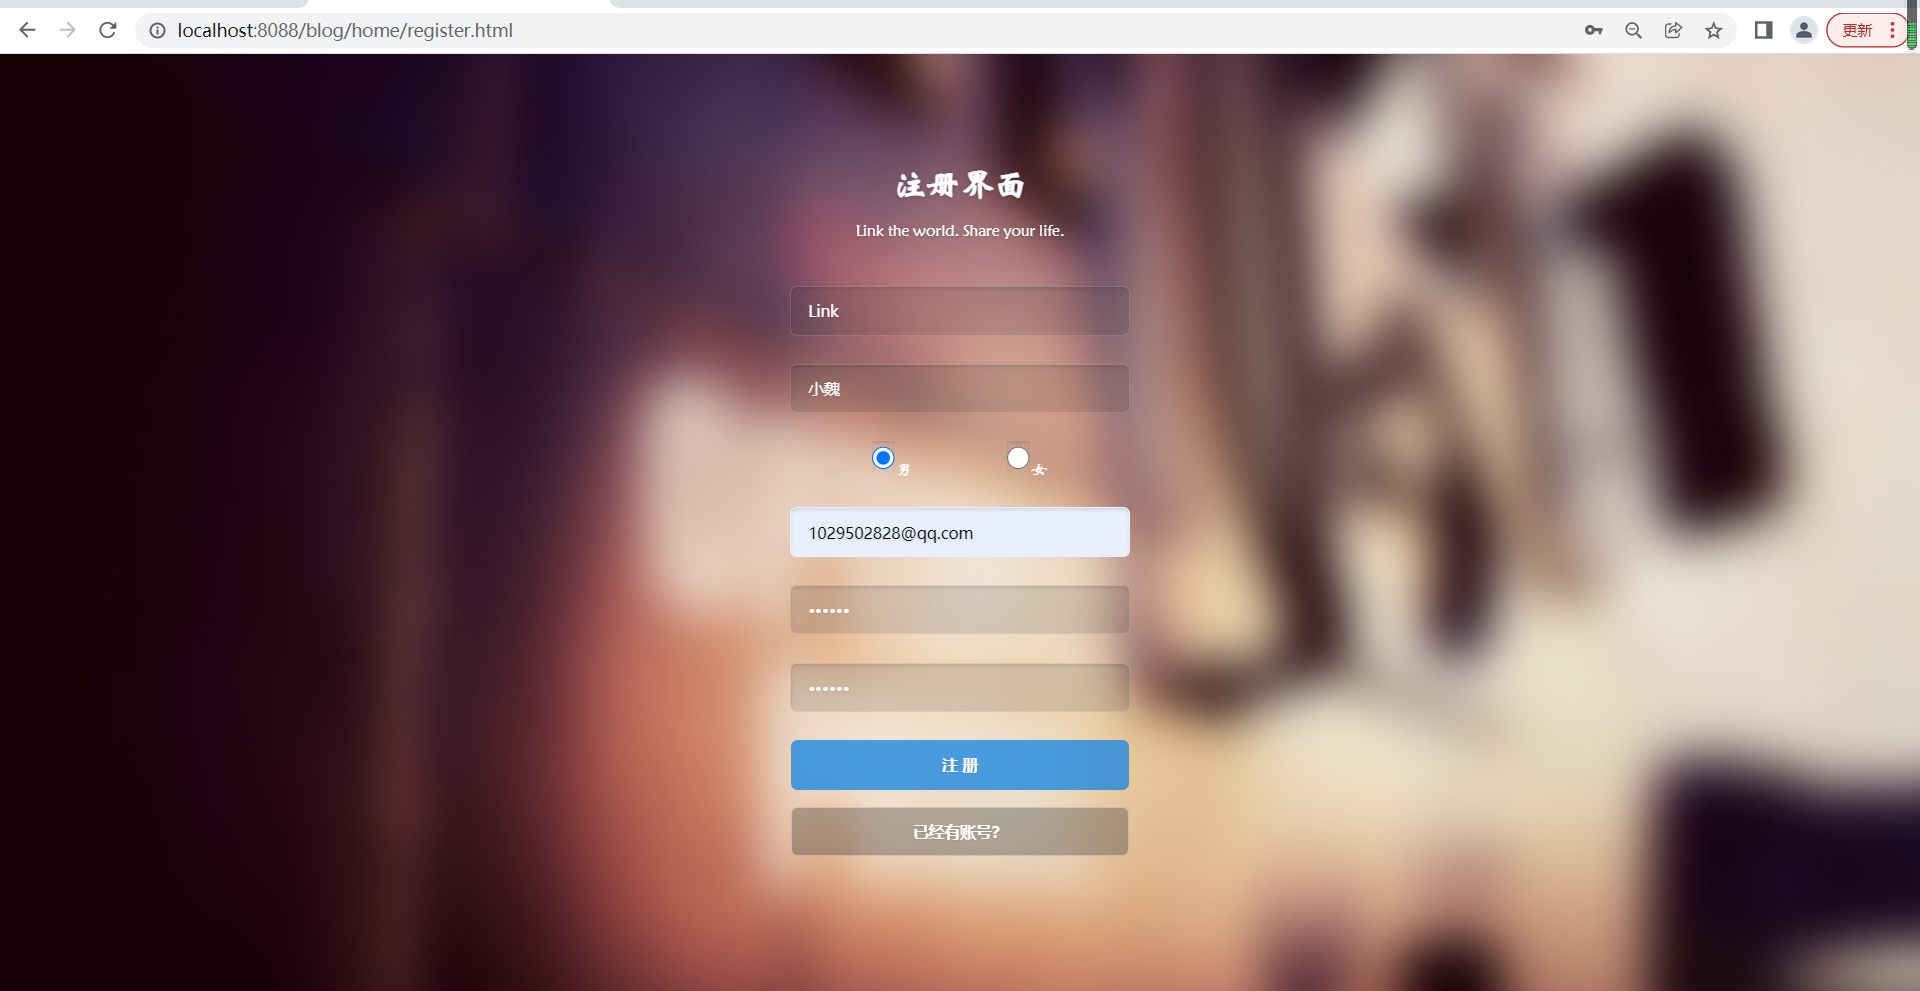 localhost:8088/blog/home/register.html
更新
注册界面
Link the world. Share your life.
Link
小魏
男 女
1029502828@qq.com
••••••
••••••
注 册
已经有账号?